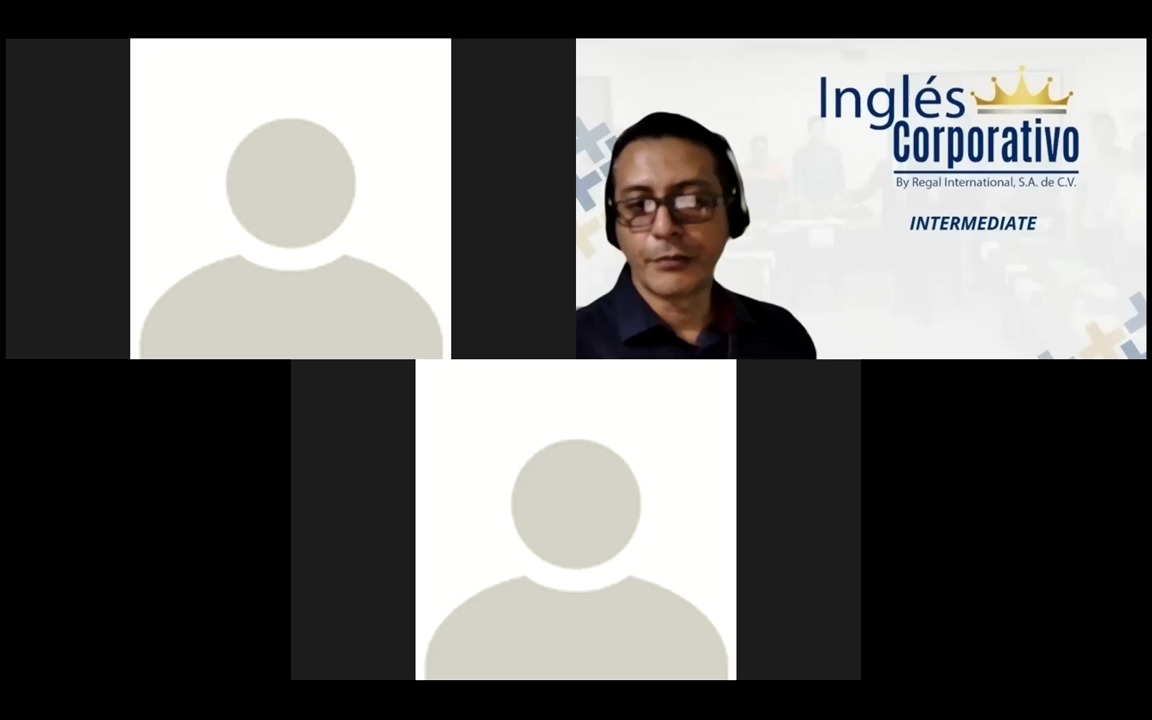 Inglés
Corporativo
By Regal International, S.A. de C.V.
INTERMEDIATE